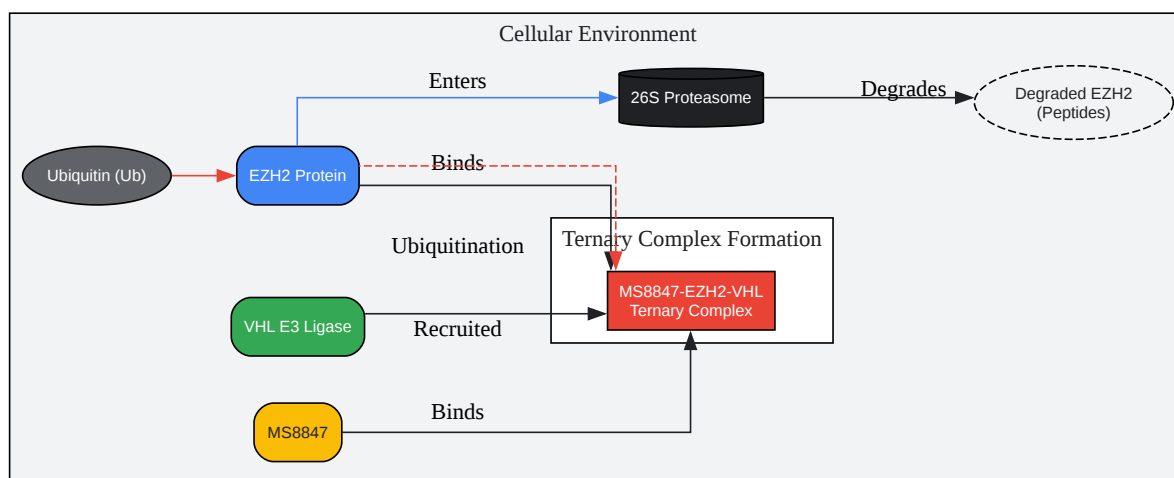 Cellular Environment
Enters
26S Proteasome
Degrades
Degraded EZH2
(Peptides)
Ubiquitin (Ub)
EZH2 Protein
Binds
Ubiquitination
Ternary Complex Formation
MS8847-EZH2-VHL
Ternary Complex
VHL E3 Ligase
Recruited
MS8847
Binds